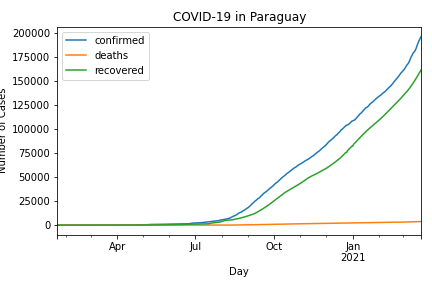 COVID-19 in Paraguay
200000
175000
150000
125000
100000
75000
50000
25000
0
Number of Cases
confirmed
deaths
recovered
Apr
Jul
Oct
Jan
2021
Day